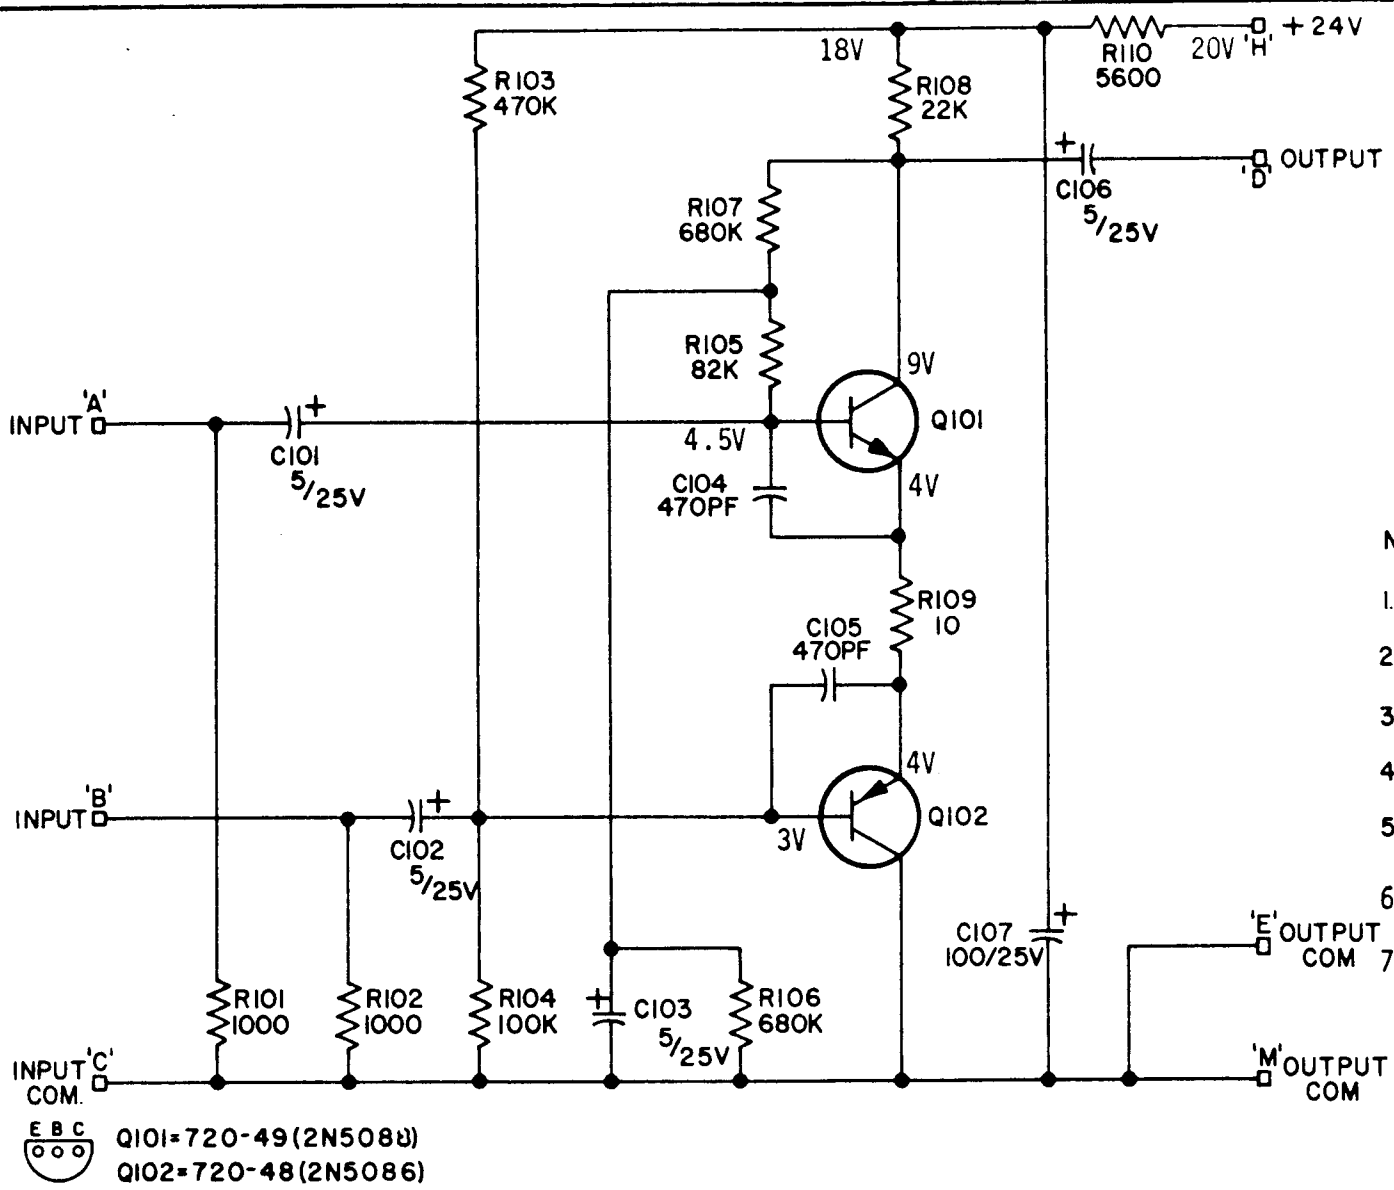 18V
R110
5600
20V
'H'
+24V
R103
470K
R108
22K
+
C106
5/25V
'D'
OUTPUT
R107
680K
R105
82K
9V
Q101
INPUT
'A'
+
C101
5/25V
4.5V
C104
470PF
4V
N
1.
R109
10
2
C105
470PF
3
4V
4
INPUT
'B'
+
C102
5/25V
3V
Q102
5
6
+
C107
100/25V
'E'
OUTPUT
COM
7
R101
1000
R102
1000
R104
100K
+
C103
5/25V
R106
680K
INPUT
'C'
COM.
'M'
OUTPUT
COM
E B C
Q101=720-49(2N5088)
Q102=720-48(2N5086)